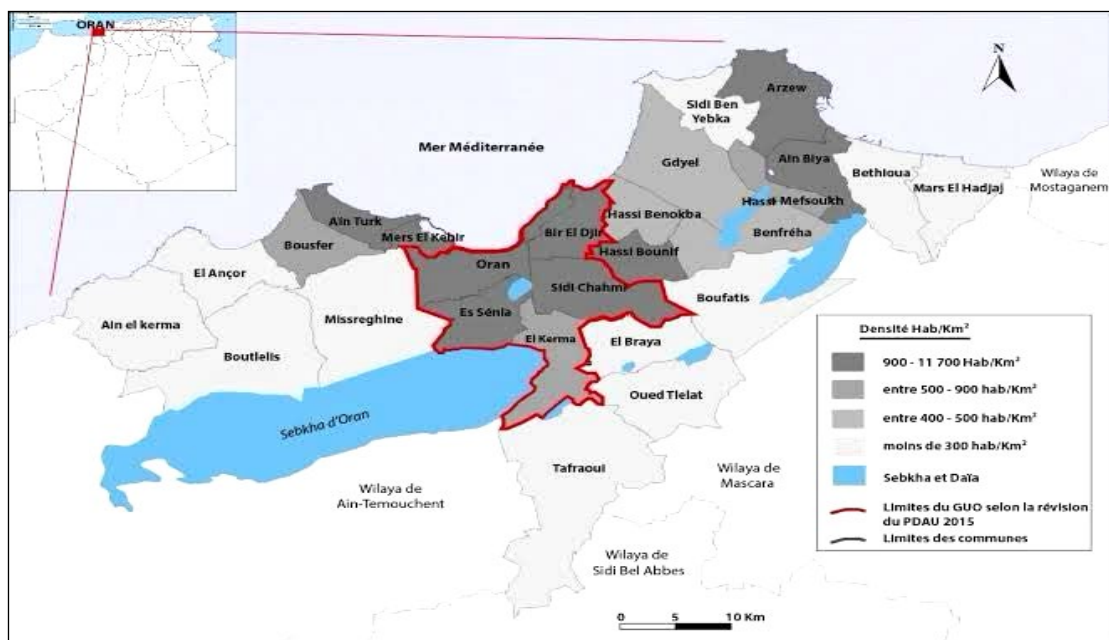 ORAN
N
Arzew
Sidi Ben
Yebka
Mer Méditerranée
Gdyel
Ain Biya
Bethioua
Wilaya de
Mostaganem
Mars El Hadjaj
Hassi Mefsoukh
Hassi Benokba
Ain Turk
Mers El Kebir
Bir El Djir
Benfréha
Bousfer
Hassi Bounif
Oran
El Ançor
Sidi Chahmi
Boufatis
Es Sénia
Missreghine
Ain el kerma
El Kerma
El Braya
Boutlelis
Oued Tlelat
Sebkha d'Oran
Tafraoui
Wilaya de
Mascara
Wilaya de
Ain-Temouchent
Wilaya de
Sidi Bel Abbes
0 5 10 Km
Densité Hab/Km²
900 - 11 700 Hab/Km²
entre 500 - 900 hab/Km²
entre 400 - 500 hab/Km²
moins de 300 hab/Km²
Sebkha et Daïa
Limites du GUO selon la révision
du PDAU 2015
Limites des communes